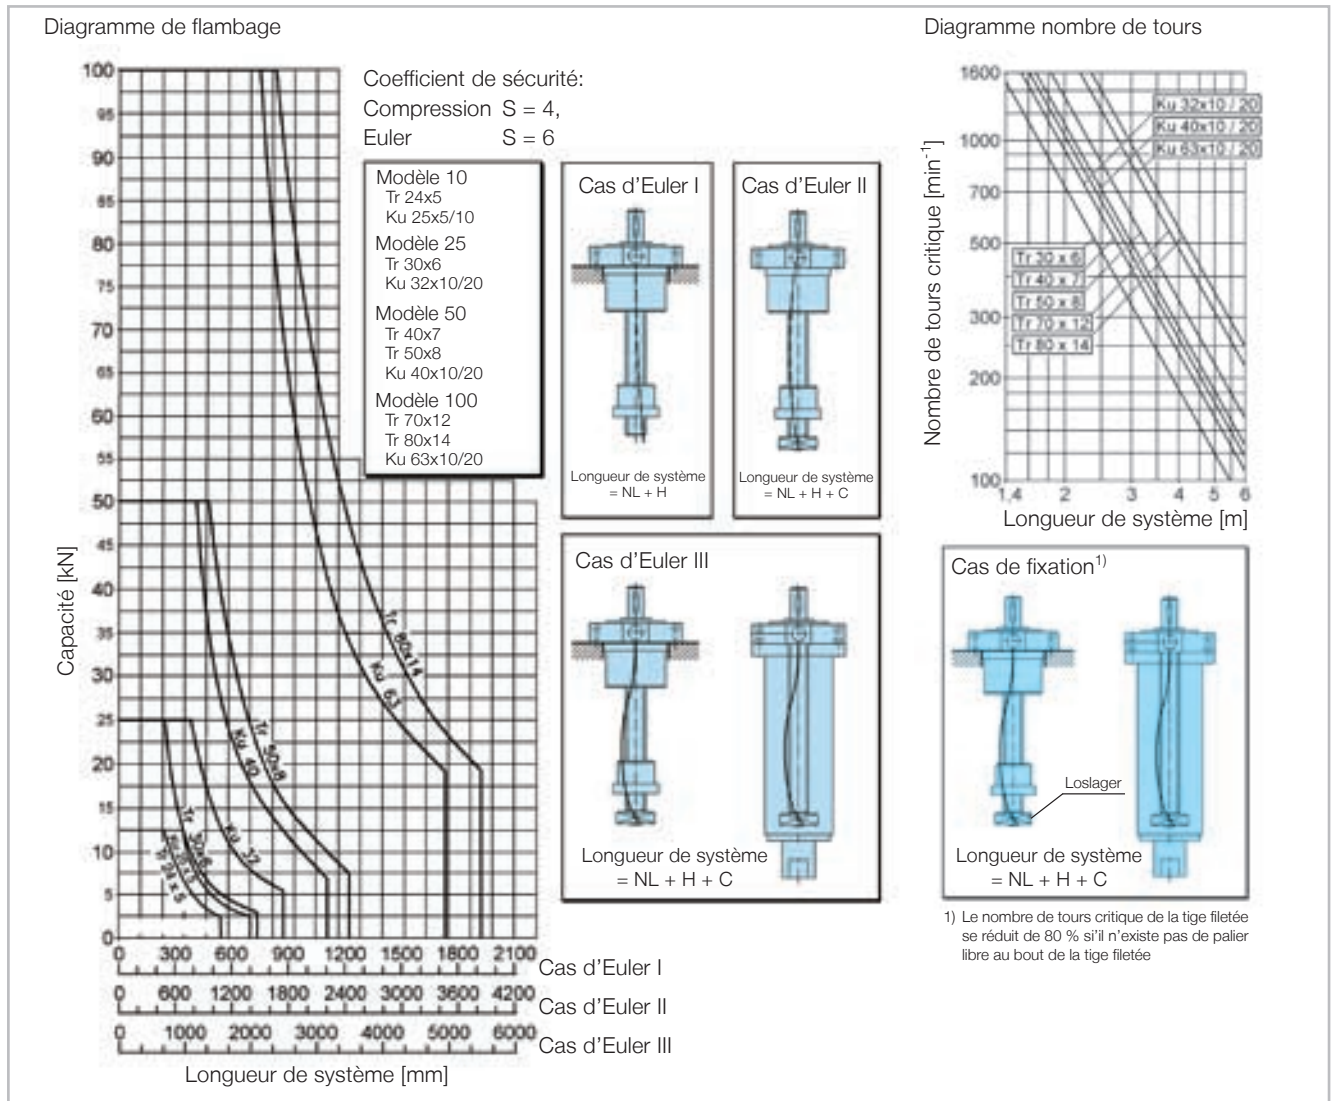 Diagramme de flambage
Coefficient de sécurité:
Compression S = 4,
Euler S = 6
Modèle 10
Tr 24x5
Ku 25x5/10
Modèle 25
Tr 30x6
Ku 32x10/20
Modèle 50
Tr 40x7
Tr 50x8
Ku 40x10/20
Modèle 100
Tr 70x12
Tr 80x14
Ku 63x10/20
Capacité [kN]
100
95
90
85
80
75
70
65
60
55
50
45
40
35
30
25
20
15
10
5
0
Tr 80x14
Ku 63
Tr 50x8
Ku 40
Ku 32
Tr 30x6
Tr 24x5
0 300 600 900 1200 1500 1800 2100 Cas d’Euler I
0 600 1200 1800 2400 3000 3600 4200 Cas d’Euler II
0 1000 2000 3000 4000 5000 6000 Cas d’Euler III
Longueur de système [mm]
Cas d’Euler I
Longueur de système
= NL + H
Cas d’Euler II
Longueur de système
= NL + H + C
Cas d’Euler III
Longueur de système
= NL + H + C
Diagramme nombre de tours
Nombre de tours critique [min-1]
1600
1000
700
500
300
200
100
Ku 32x10 / 20
Ku 40x10 / 20
Ku 63x10 / 20
Tr 30 x 6
Tr 40 x 7
Tr 50 x 8
Tr 70 x 12
Tr 80 x 14
1,4 2 3 4 5 6
Longueur de système [m]
Cas de fixation1)
Loslager
Longueur de système
= NL + H + C
1) Le nombre de tours critique de la tige filetée
se réduit de 80 % si’il n’existe pas de palier
libre au bout de la tige filetée